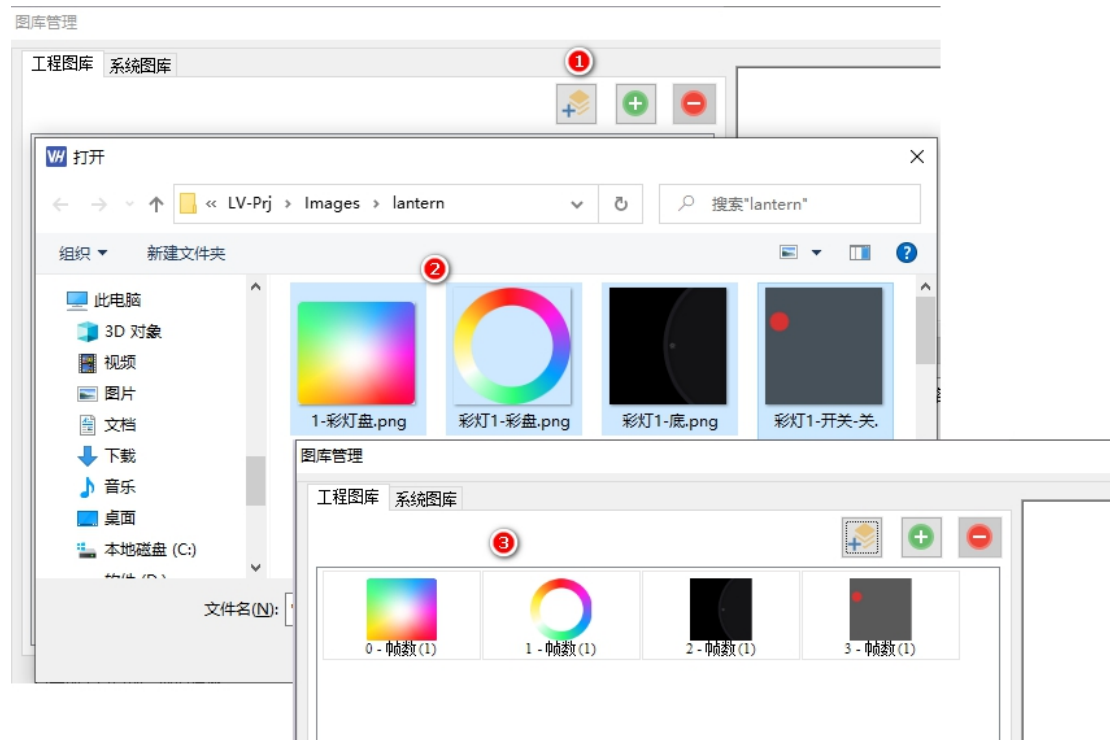 图库管理
工程图库 系统图库
1
VH 打开
« LV-Prj › Images › lantern
搜索"lantern"
组织 新建文件夹
?
2
此电脑
3D 对象
视频
图片
文档
下载
音乐
桌面
本地磁盘 (C:)
1-彩灯盘.png
彩灯1-彩盘.png
彩灯1-底.png
彩灯1-开关-关.
文件名(N):
图库管理
工程图库 系统图库
3
0 - 帧数(1)
1 - 帧数(1)
2 - 帧数(1)
3 - 帧数(1)